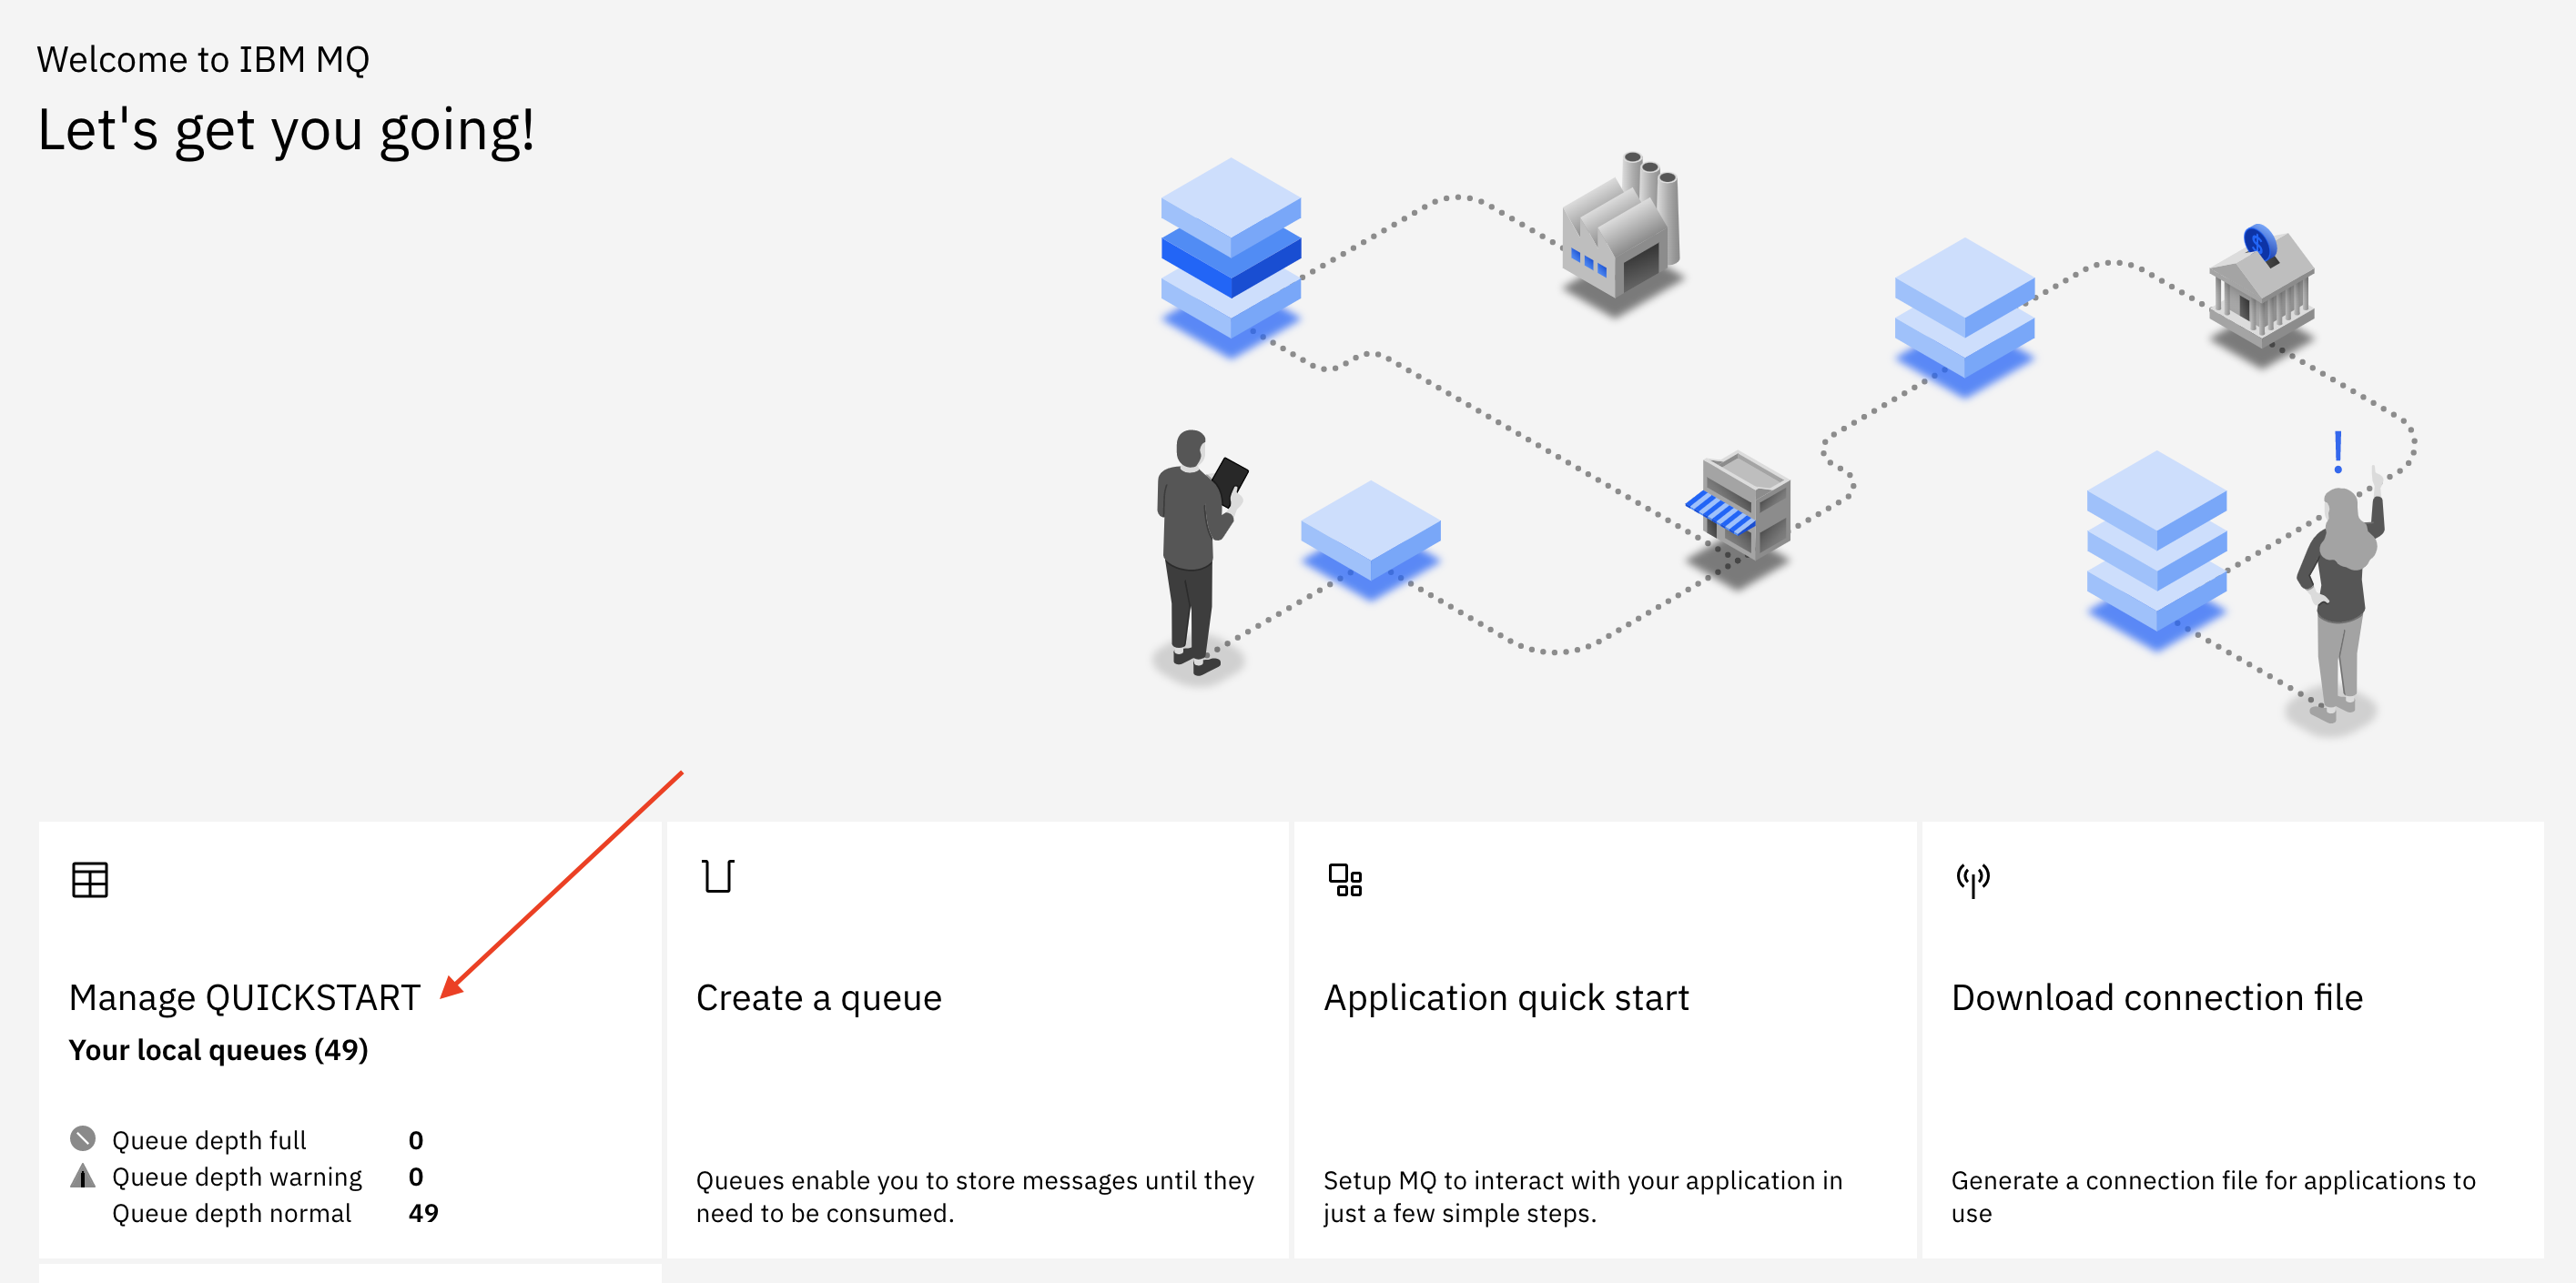 Welcome to IBM MQ
Let's get you going!
$
!
Manage QUICKSTART
Your local queues (49)
Queue depth full 0
Queue depth warning 0
Queue depth normal 49
Create a queue
Queues enable you to store messages until they
need to be consumed.
Application quick start
Setup MQ to interact with your application in
just a few simple steps.
Download connection file
Generate a connection file for applications to
use